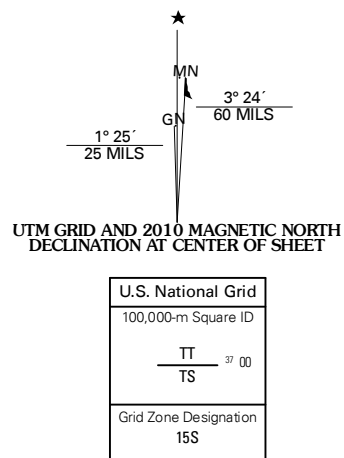 ★
MN
3° 24´
60 MILS
GN
1° 25´
25 MILS
UTM GRID AND 2010 MAGNETIC NORTH
DECLINATION AT CENTER OF SHEET
U.S. National Grid
100,000-m Square ID
TT
37 00
TS
Grid Zone Designation
15S